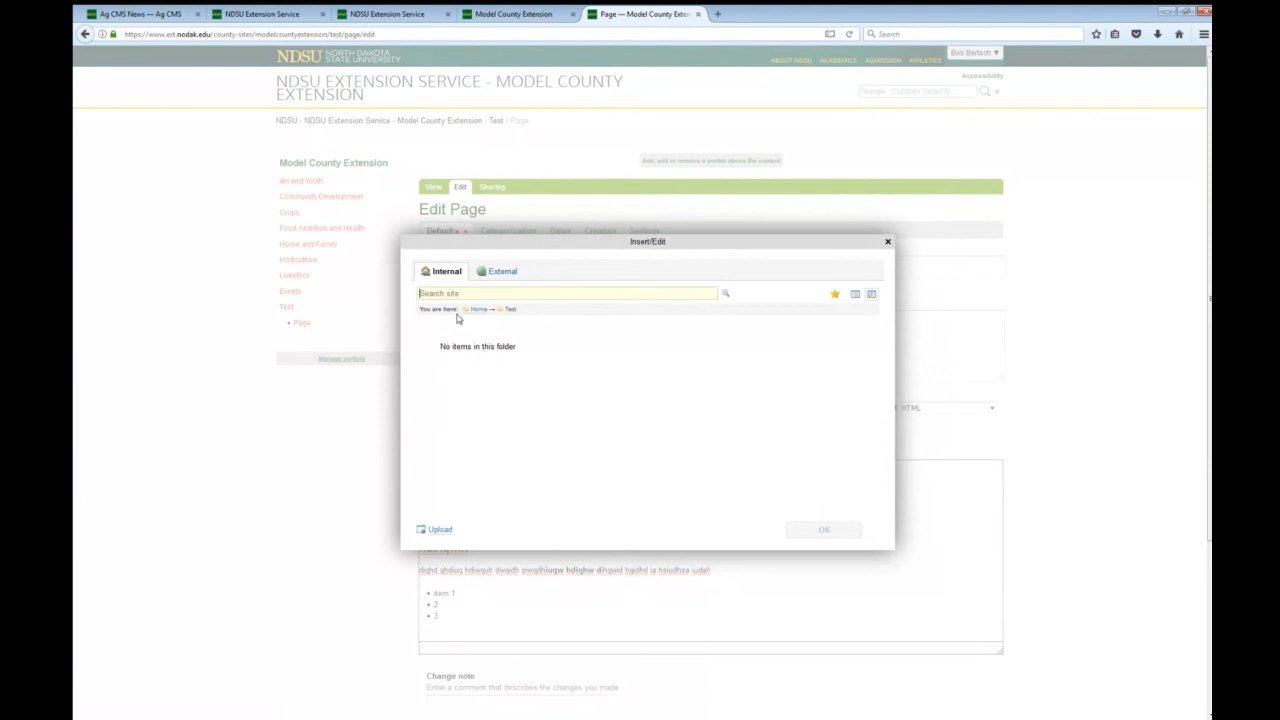 Ag CMS News — Ag CMS
NDSU Extension Service
NDSU Extension Service
Model County Extension
Page — Model County Exten
https://www.ext.nodak.edu/county-sites/modelcountyextension/test/page/edit
Search
NDSU NORTH DAKOTA STATE UNIVERSITY
Bob Bertsch ▼
ABOUT NDSU ACADEMICS ADMISSION ATHLETICS
Accessibility
NDSU EXTENSION SERVICE - MODEL COUNTY
EXTENSION
Google Custom Search
NDSU - NDSU Extension Service - Model County Extension - Test / Page
Model County Extension
Add, edit or remove a portlet above the content
4H and Youth
Community Development
Crops
Food, Nutrition and Health
Home and Family
Horticulture
Livestock
Events
Test
• Page
Manage portlets
View Edit Sharing
Edit Page
Default Categorization Dates Creators Settings
Insert/Edit
Internal External
Search site
You are here: Home → Test
No items in this folder
HTML
Upload
OK
• item 1
• 2
• 3
Change note
Enter a comment that describes the changes you made